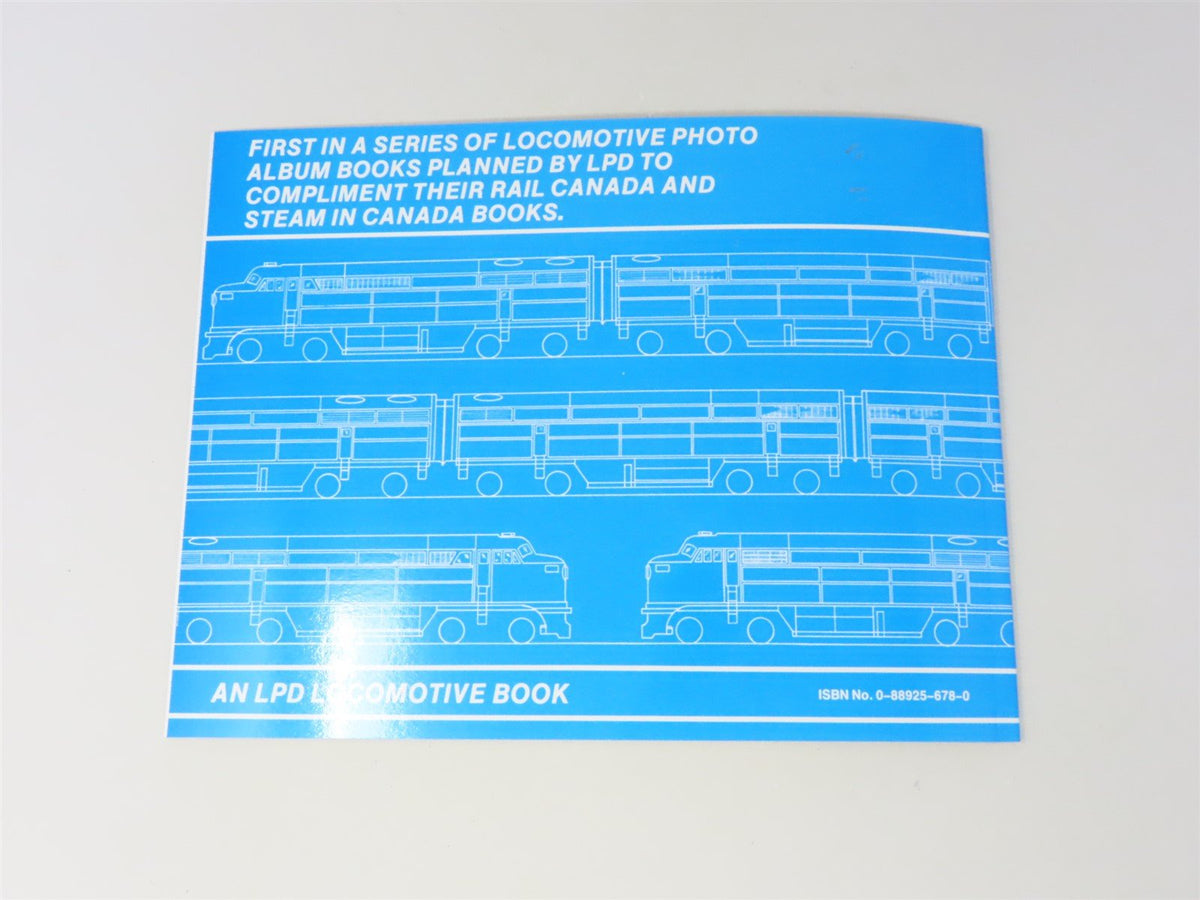 FIRST IN A SERIES OF LOCOMOTIVE PHOTO
ALBUM BOOKS PLANNED BY LPD TO
COMPLIMENT THEIR RAIL CANADA AND
STEAM IN CANADA BOOKS.
AN LPD LOCOMOTIVE BOOK
ISBN No. 0-88925-678-0